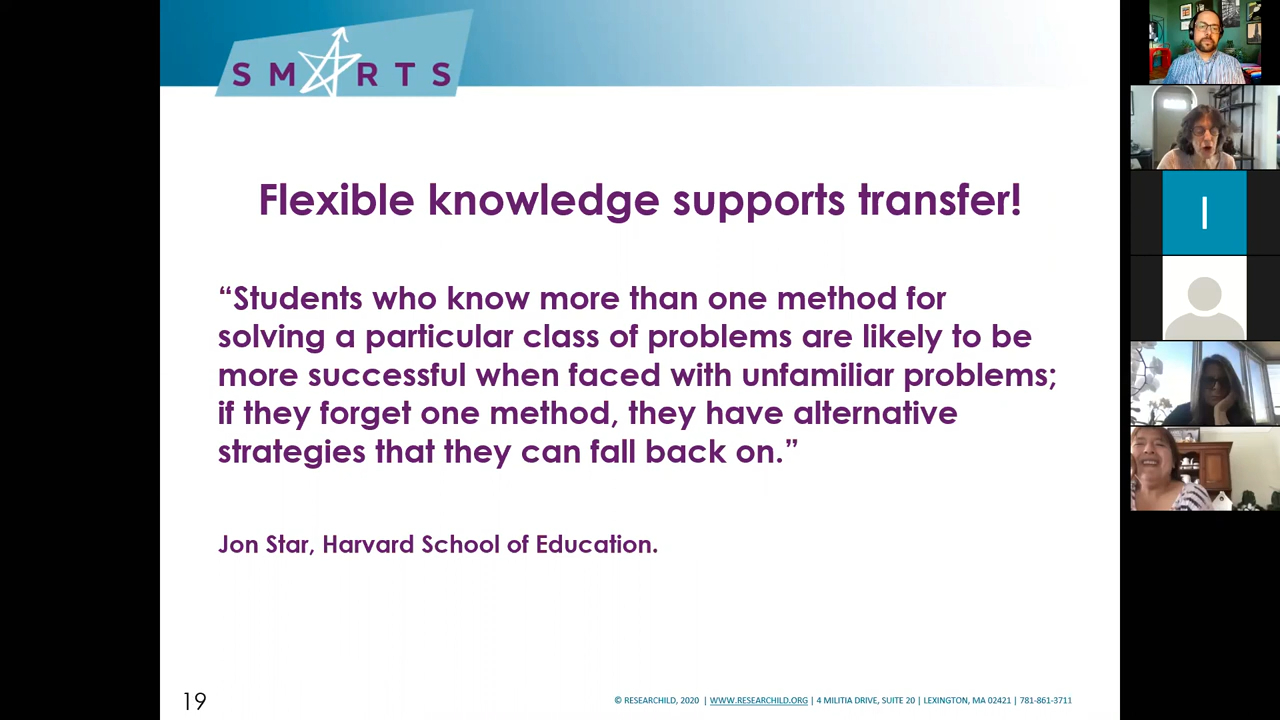 SMARTS
Flexible knowledge supports transfer!
“Students who know more than one method for
solving a particular class of problems are likely to be
more successful when faced with unfamiliar problems;
if they forget one method, they have alternative
strategies that they can fall back on.”
Jon Star, Harvard School of Education.
19
© RESEARCHILD, 2020 | WWW.RESEARCHILD.ORG | 4 MILITIA DRIVE, SUITE 20 | LEXINGTON, MA 02421 | 781-861-3711
I